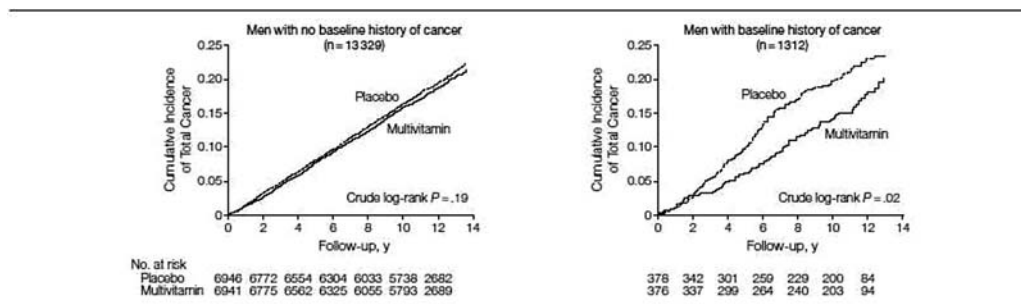 Men with no baseline history of cancer
(n = 13329)
0.25
0.20
0.15
0.10
0.05
0
Cumulative Incidence
of Total Cancer
Placebo
Multivitamin
Crude log-rank P = .19
0 2 4 6 8 10 12 14
Follow-up, y
No. at risk
Placebo 6946 6772 6554 6304 6033 5738 2682
Multivitamin 6941 6775 6562 6325 6055 5793 2689
Men with baseline history of cancer
(n = 1312)
0.25
0.20
0.15
0.10
0.05
0
Cumulative Incidence
of Total Cancer
Placebo
Multivitamin
Crude log-rank P = .02
0 2 4 6 8 10 12 14
Follow-up, y
378 342 301 259 229 200 84
376 337 299 264 240 203 94